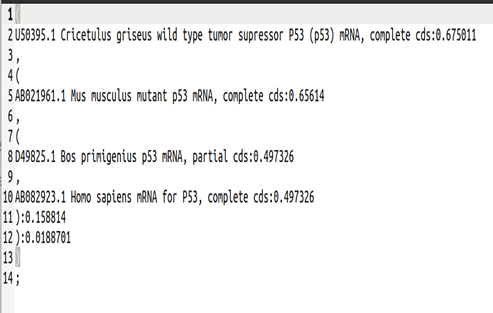 1 (
2 U50395.1 Cricetulus griseus wild type tumor supressor P53 (p53) mRNA, complete cds:0.675011
3 ,
4 (
5 AB021961.1 Mus musculus mutant p53 mRNA, complete cds:0.65614
6 ,
7 (
8 D49825.1 Bos primigenius p53 mRNA, partial cds:0.497326
9 ,
10 AB082923.1 Homo sapiens mRNA for P53, complete cds:0.497326
11 ):0.158814
12 ):0.0188701
13 )
14 ;